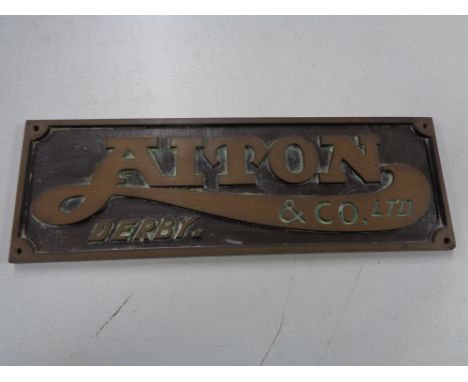 AITON
& CO. LTD
DERBY.